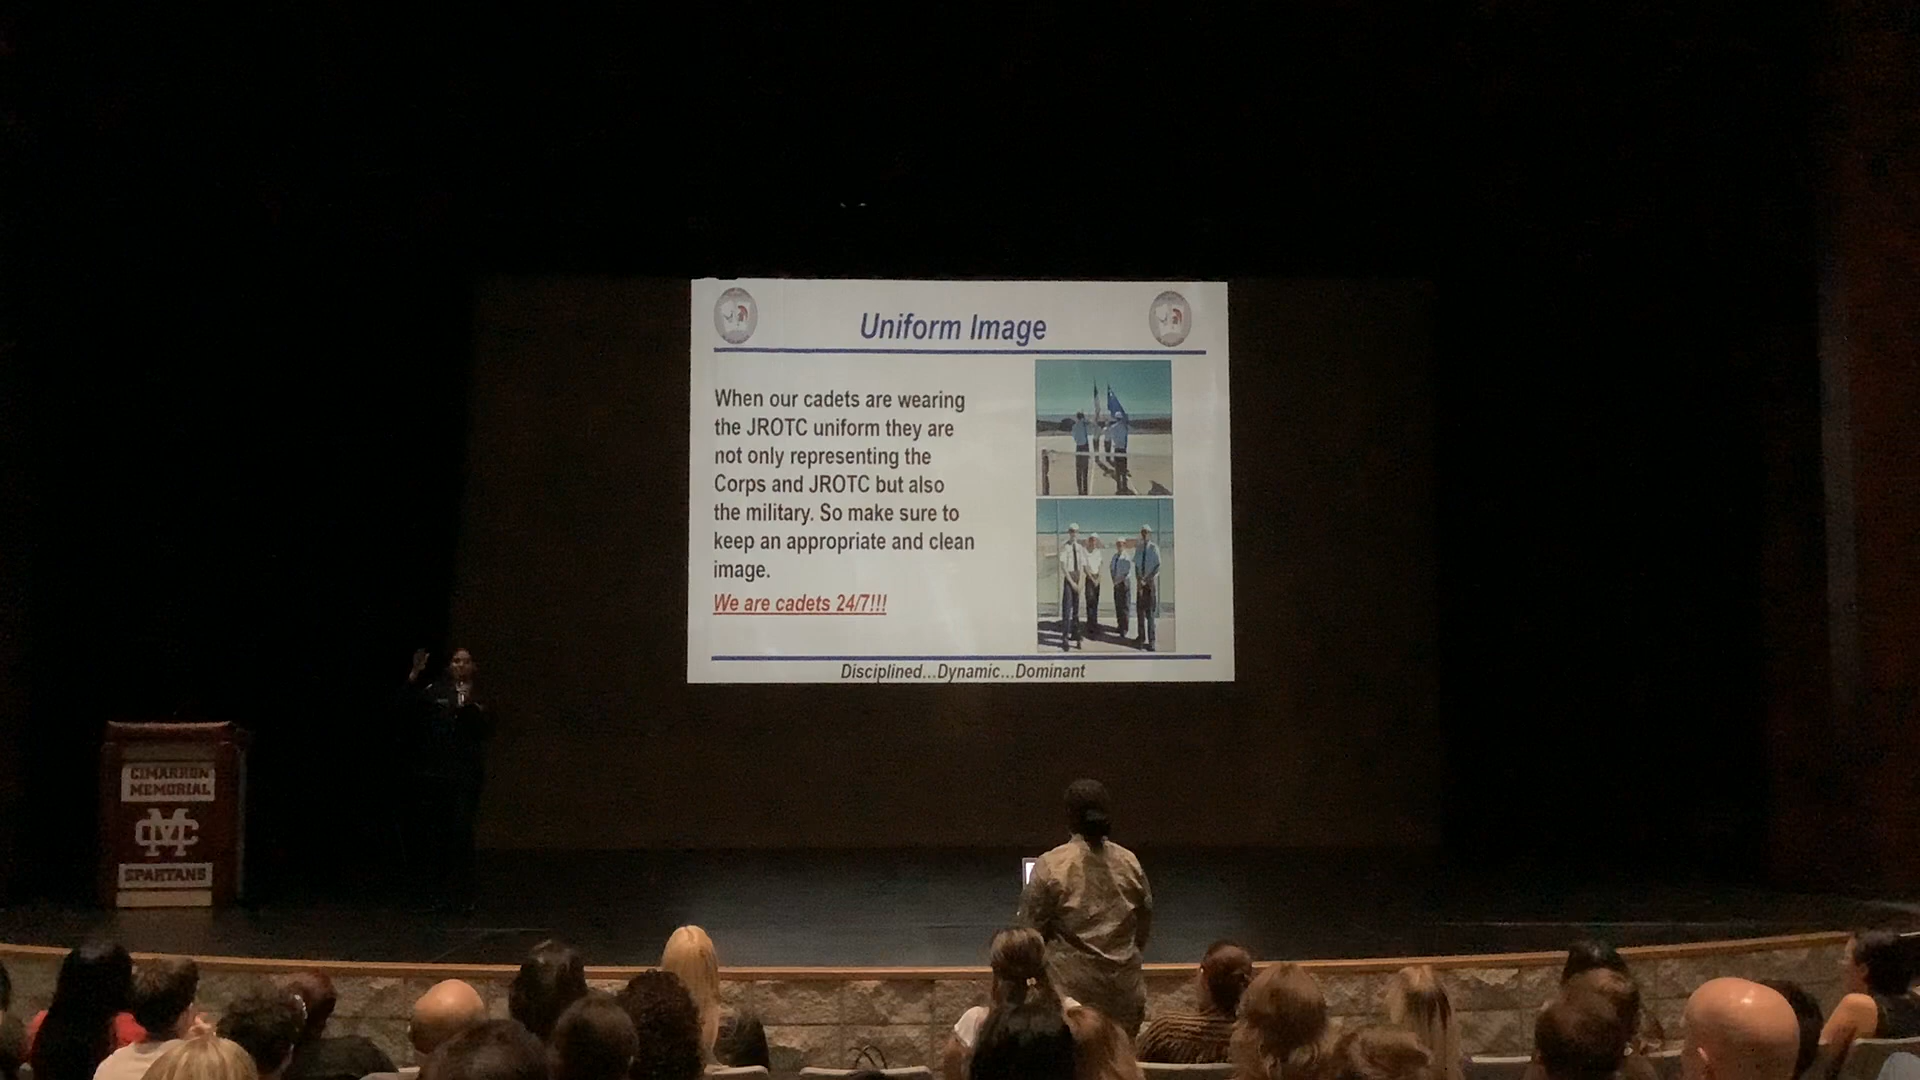 Uniform Image
When our cadets are wearing
the JROTC uniform they are
not only representing the
Corps and JROTC but also
the military. So make sure to
keep an appropriate and clean
image.
We are cadets 24/7!!!
Disciplined...Dynamic...Dominant
CIMARRON
MEMORIAL
CM
SPARTANS